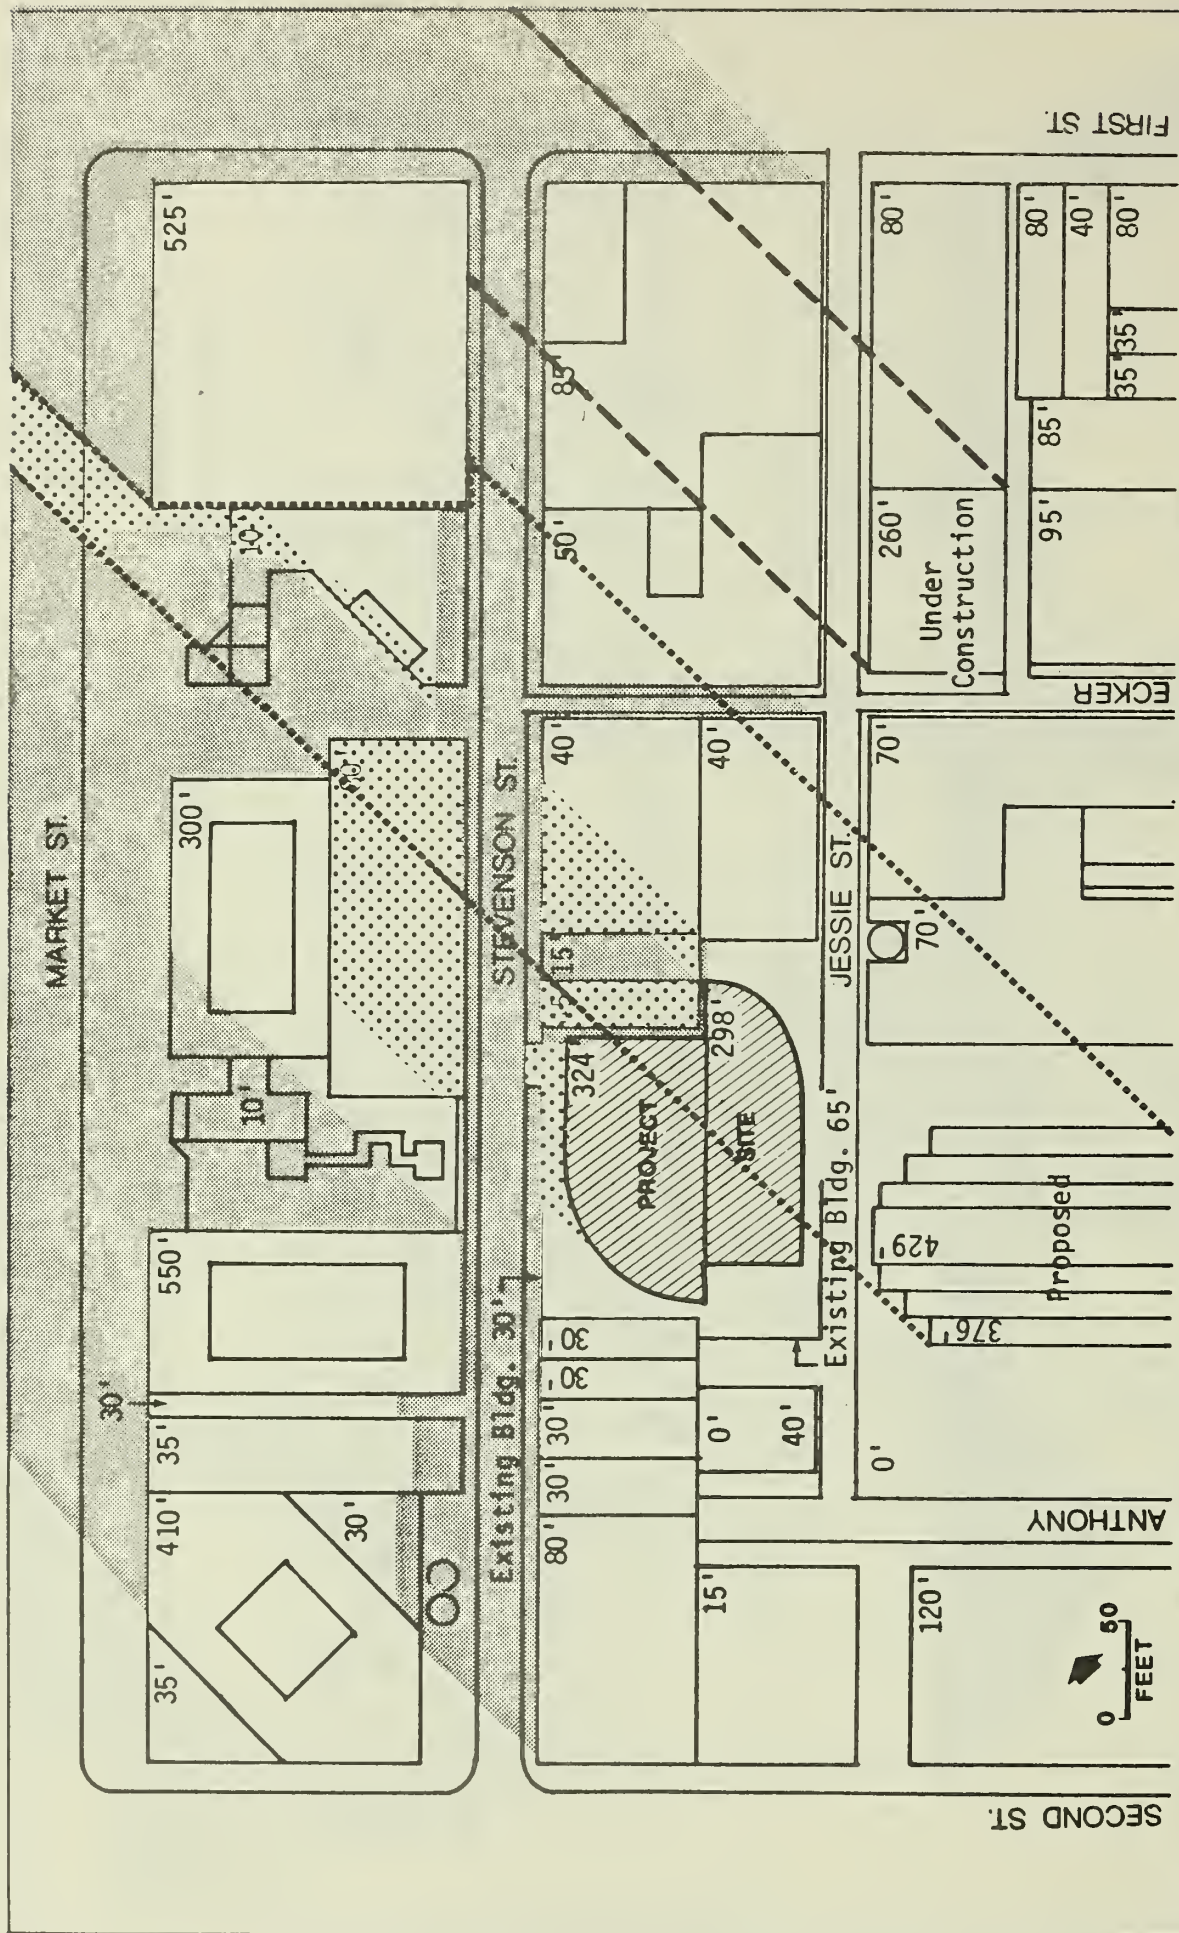 MARKET ST.
525'
10'
300'
10'
550'
30'
35'
410'
30'
35'
STEVENSON ST.
Existing Bldg. 30'
85'
50'
40'
15'
324'
PROJECT
SITE
298'
40'
30'
30'
30'
30'
80'
0'
40'
15'
Existing Bldg. 65'
JESSIE ST.
FIRST ST.
80'
260'
Under
Construction
80'
40'
80'
35'
35'
85'
95'
ECKER
70'
70'
429'
376'
Proposed
0'
ANTHONY
120'
0 50
FEET
SECOND ST.